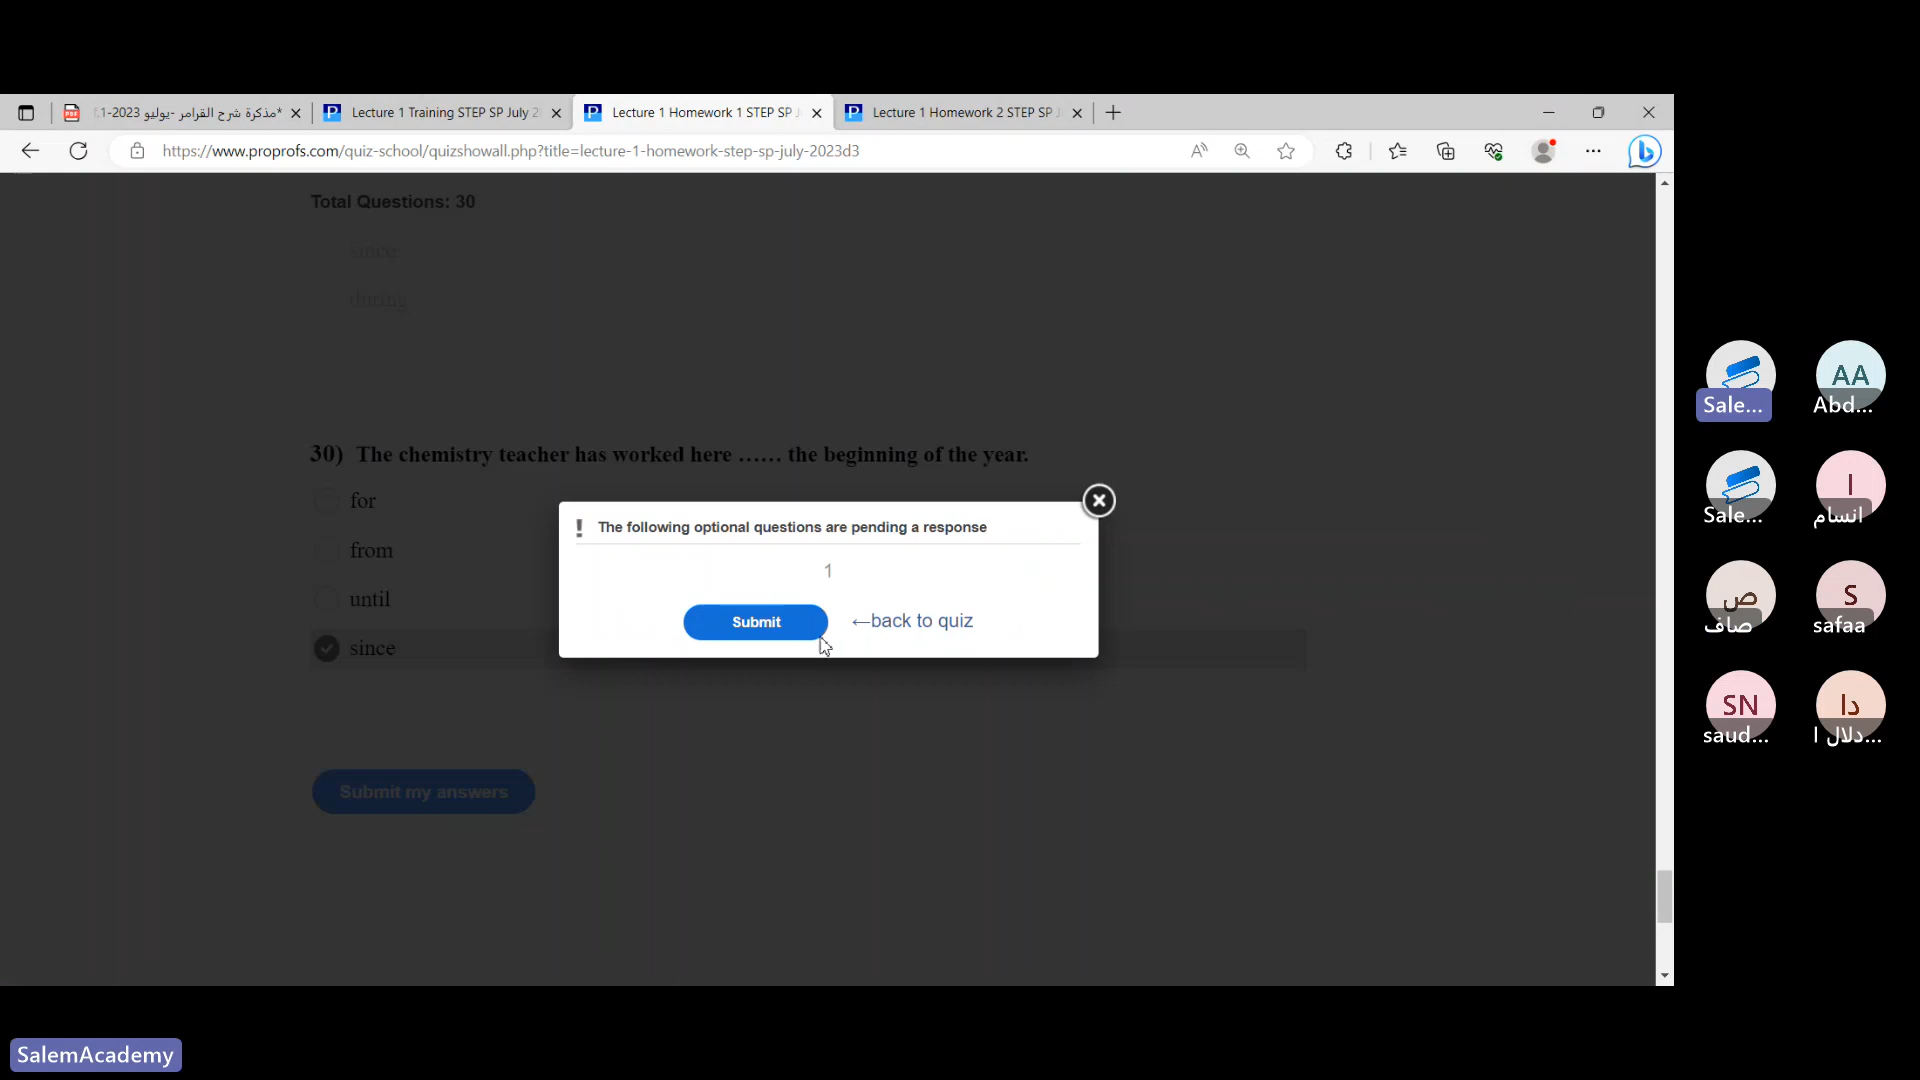 *مذكرة شرح القرامر -يوليو 2023-1
Lecture 1 Training STEP SP July 2
Lecture 1 Homework 1 STEP SP J
Lecture 1 Homework 2 STEP SP J
https://www.proprofs.com/quiz-school/quizshowall.php?title=lecture-1-homework-step-sp-july-2023d3
Total Questions: 30
since
during
30) The chemistry teacher has worked here …… the beginning of the year.
for
from
until
since
! The following optional questions are pending a response
1
Submit
←back to quiz
Submit my answers
Sale...
AA
Abd...
Sale...
ا
انسام
ص
صاف
S
safaa
SN
saud...
دا
دلال ا...
SalemAcademy